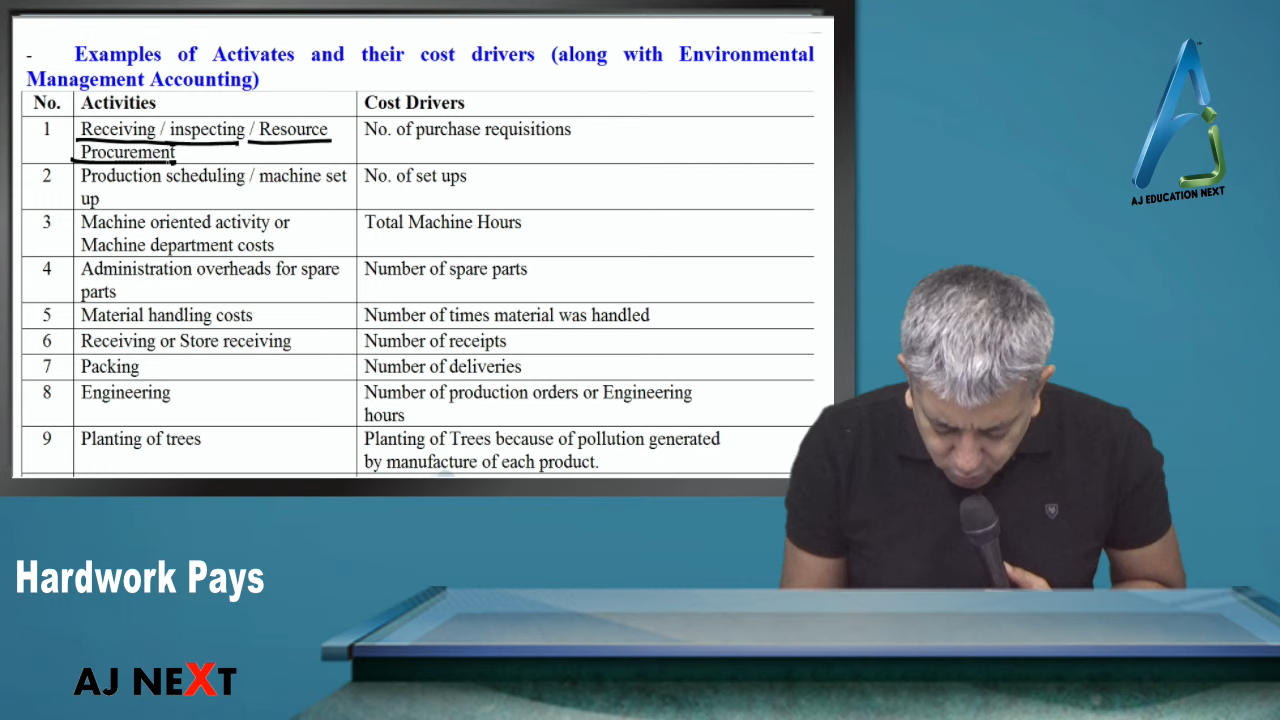 - Examples of Activates and their cost drivers (along with Environmental
Management Accounting)
No. Activities Cost Drivers
1 Receiving / inspecting / Resource No. of purchase requisitions
Procurement
2 Production scheduling / machine set No. of set ups
up
3 Machine oriented activity or Total Machine Hours
Machine department costs
4 Administration overheads for spare Number of spare parts
parts
5 Material handling costs Number of times material was handled
6 Receiving or Store receiving Number of receipts
7 Packing Number of deliveries
8 Engineering Number of production orders or Engineering
hours
9 Planting of trees Planting of Trees because of pollution generated
by manufacture of each product.
AJ EDUCATION NEXT
Hardwork Pays
AJ NEXT